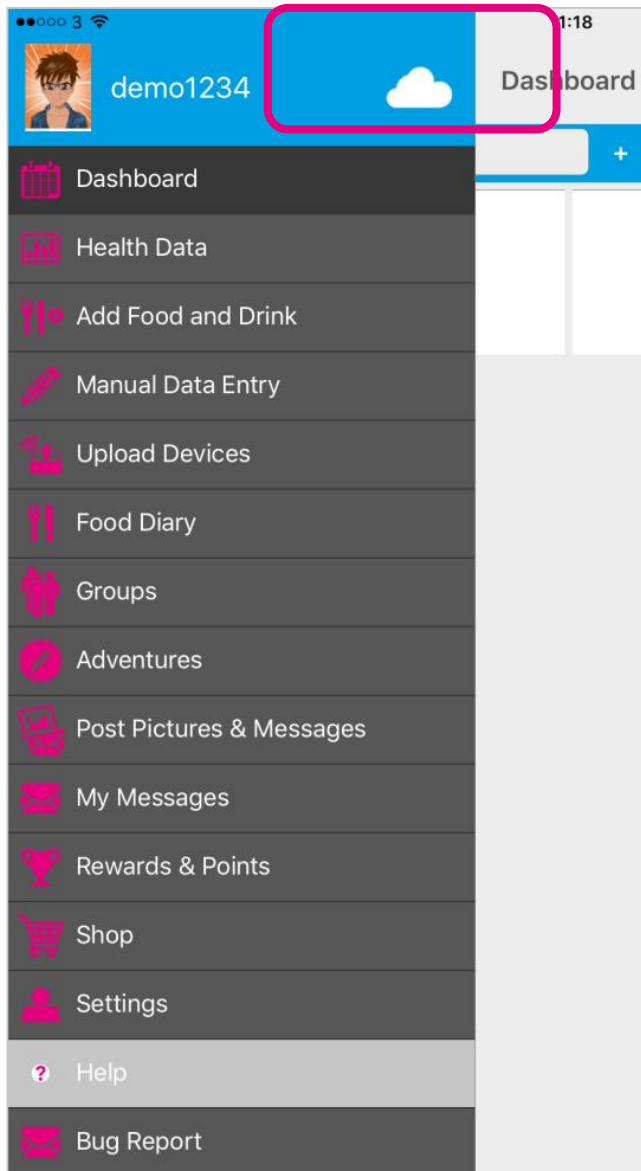 3 1:18
demo1234
Dashboard
+
Dashboard
Health Data
Add Food and Drink
Manual Data Entry
Upload Devices
Food Diary
Groups
Adventures
Post Pictures & Messages
My Messages
Rewards & Points
Shop
Settings
? Help
Bug Report